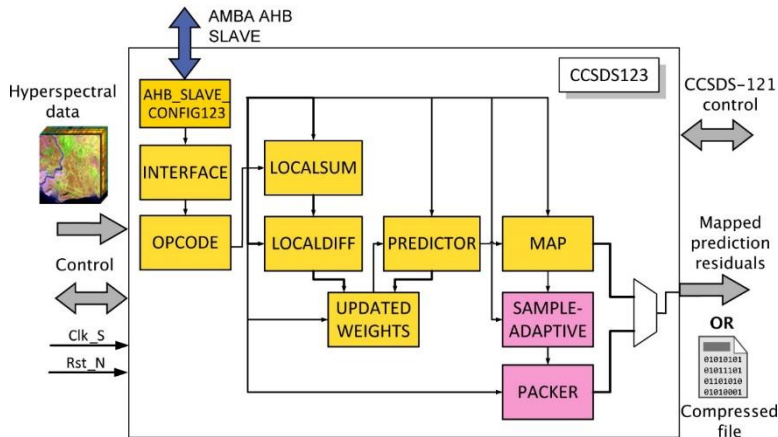 AMBA AHB
SLAVE
CCSDS123
Hyperspectral
data
AHB_SLAVE_
CONFIG123
CCSDS-121
control
INTERFACE
LOCALSUM
OPCODE
LOCALDIFF
PREDICTOR
MAP
Mapped
prediction
residuals
Control
UPDATED
WEIGHTS
SAMPLE-
ADAPTIVE
OR
Clk_S
Rst_N
PACKER
01010101
01011101
01101010
01010001
Compressed
file